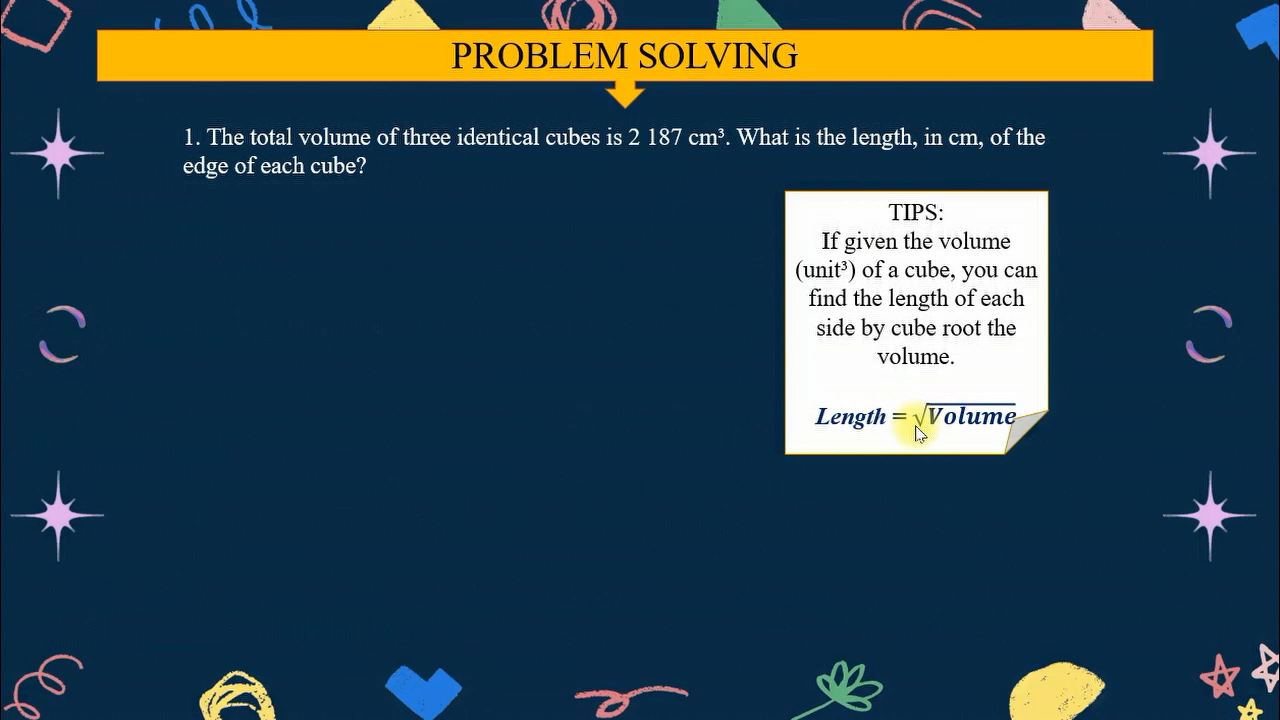 PROBLEM SOLVING
1. The total volume of three identical cubes is 2 187 cm³. What is the length, in cm, of the
edge of each cube?
TIPS:
If given the volume
(unit³) of a cube, you can
find the length of each
side by cube root the
volume.
Length = √Volume